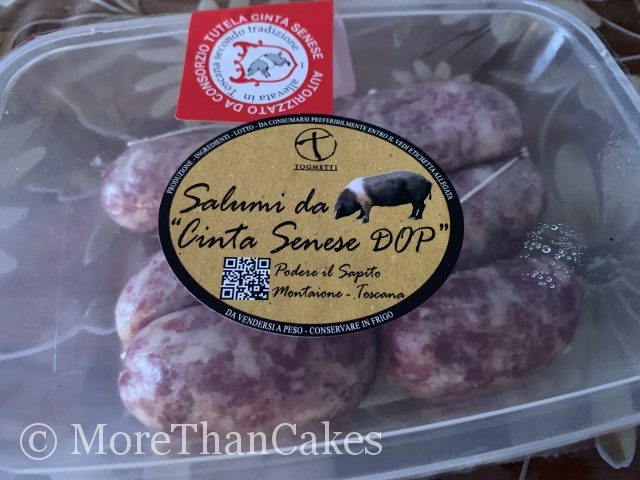 AUTORIZZATO DA CONSORZIO TUTELA CINTA SENESE
allevata in Toscana secondo tradizione
PRODUZIONE - INGREDIENTI - LOTTO - DA CONSUMARSI PREFERIBILMENTE ENTRO IL VEDI ETICHETTA ALLEGATA
TOGNETTI
Salumi da
"Cinta Senese DOP"
Podere il Sapito
Montaione - Toscana
DA VENDERSI A PESO - CONSERVARE IN FRIGO
© MoreThanCakes